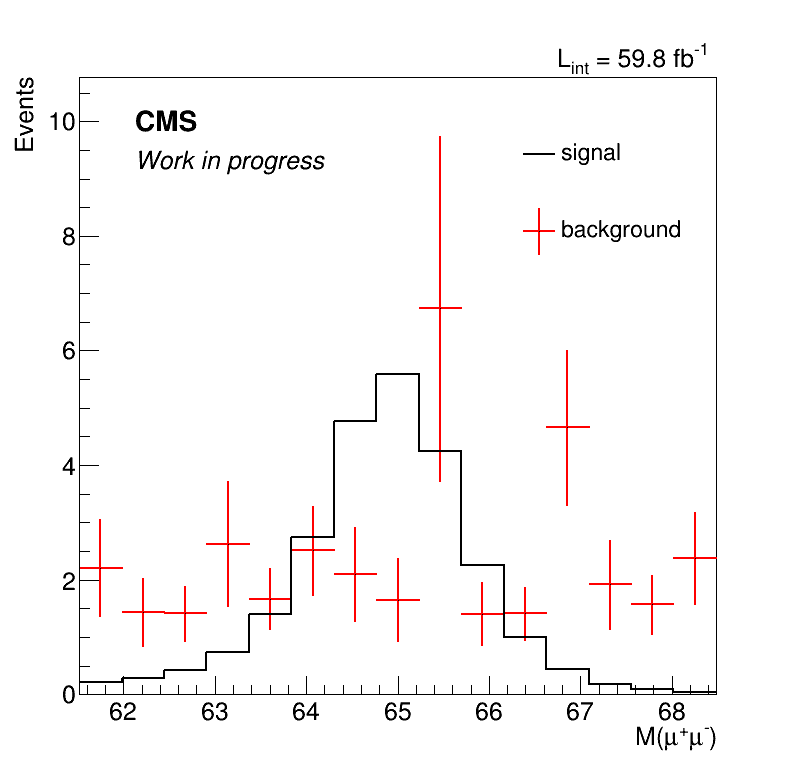 L_int = 59.8 fb^-1
Events
CMS
Work in progress
signal
background
10
8
6
4
2
0
62 63 64 65 66 67 68
M(μ⁺μ⁻)